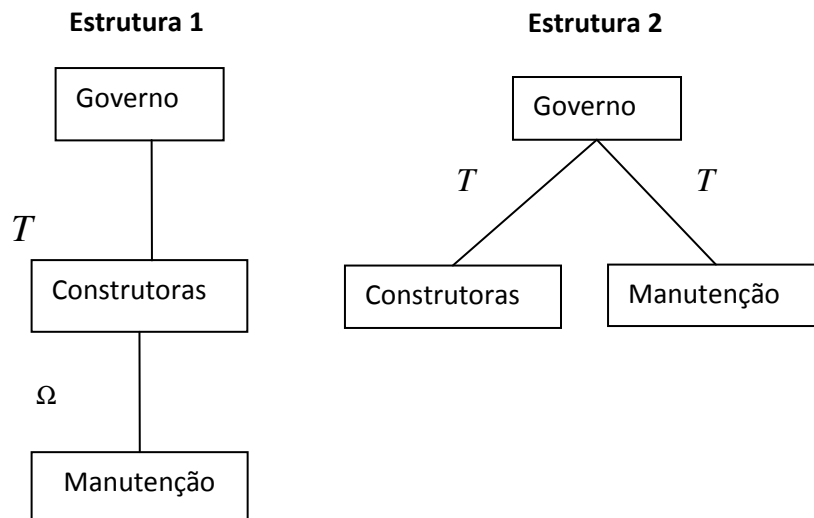 Estrutura 1
Governo
T
Construtoras
Ω
Manutenção
Estrutura 2
Governo
T
T
Construtoras
Manutenção